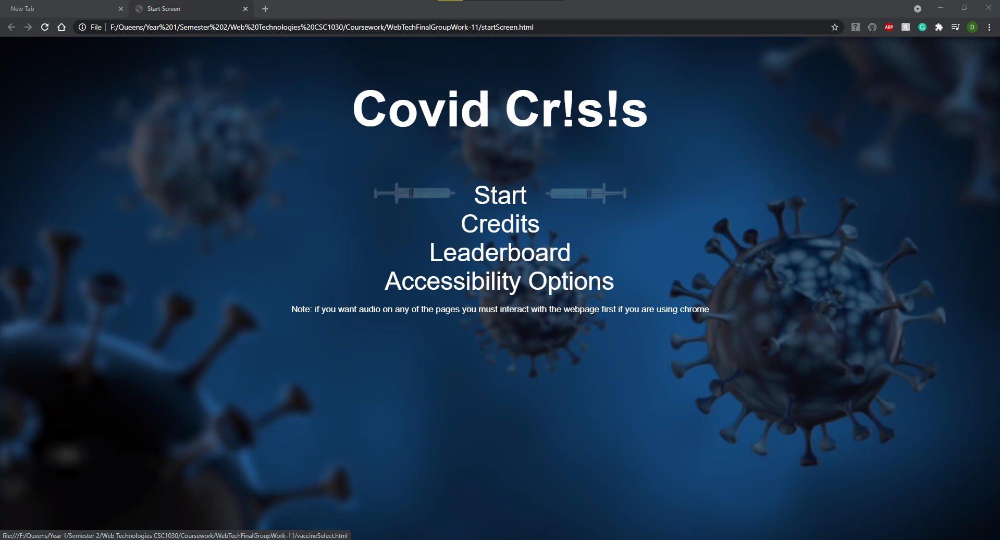 New Tab
Start Screen
File
F:/Queens/Year%201/Semester%202/Web%20Technologies%20CSC1030/Coursework/WebTechFinalGroupWork-11/startScreen.html
ABP
D
Covid Cr!s!s
Start
Credits
Leaderboard
Accessibility Options
Note: if you want audio on any of the pages you must interact with the webpage first if you are using chrome
file:///F:/Queens/Year 1/Semester 2/Web Technologies CSC1030/Coursework/WebTechFinalGroupWork-11/vaccineSelect.html